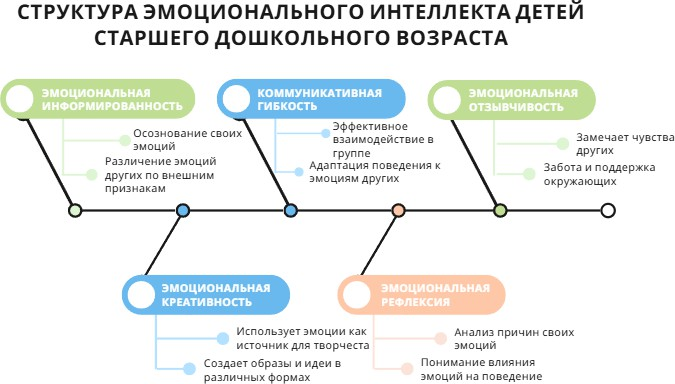 СТРУКТУРА ЭМОЦИОНАЛЬНОГО ИНТЕЛЛЕКТА ДЕТЕЙ
СТАРШЕГО ДОШКОЛЬНОГО ВОЗРАСТА
ЭМОЦИОНАЛЬНАЯ
ИНФОРМИРОВАННОСТЬ
Осознование своих
эмоций
Различение эмоций
других по внешним
признакам
КОММУНИКАТИВНАЯ
ГИБКОСТЬ
Эффективное
взаимодействие в
группе
Адаптация поведения к
эмоциям других
ЭМОЦИОНАЛЬНАЯ
ОТЗЫВЧИВОСТЬ
Замечает чувства
других
Забота и поддержка
окружающих
ЭМОЦИОНАЛЬНАЯ
КРЕАТИВНОСТЬ
Использует эмоции как
источник для творчеста
Создает образы и идеи в
различных формах
ЭМОЦИОНАЛЬНАЯ
РЕФЛЕКСИЯ
Анализ причин своих
эмоций
Понимание влияния
эмоций на поведение